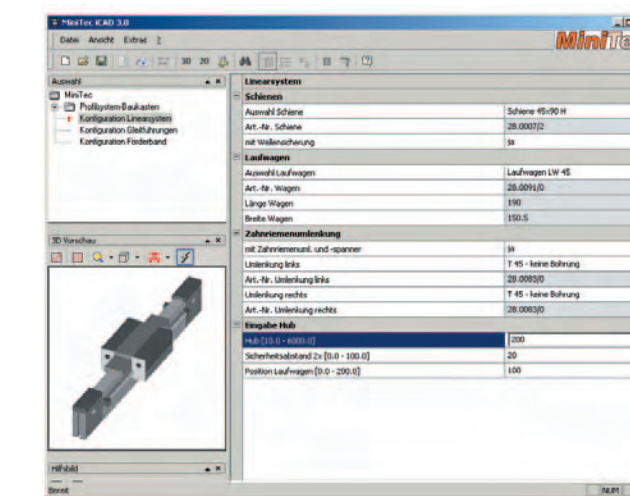 MiniTec iCAD 3.0
Datei Ansicht Extras ?
MiniTec
3D 2D
Auswahl
MiniTec
Profilsystem-Baukasten
Konfiguration Linearsystem
Konfiguration Gleitführungen
Konfiguration Förderband
3D Vorschau
Hilfsbild
Bereit
Linearsystem
Schienen
Auswahl Schiene Schiene 45x90 H
Art.-Nr. Schiene 28.0007/2
mit Wellensicherung ja
Laufwagen
Auswahl Laufwagen Laufwagen LW 45
Art.-Nr. Wagen 28.0091/0
Länge Wagen 190
Breite Wagen 150.5
Zahnriemenumlenkung
mit Zahnriemenuml. und -spanner ja
Umlenkung links T 45 - keine Bohrung
Art.-Nr. Umlenkung links 28.0083/0
Umlenkung rechts T 45 - keine Bohrung
Art.-Nr. Umlenkung rechts 28.0083/0
Eingabe Hub
Hub [10.0 - 6000.0] 200
Sicherheitsabstand 2x [0.0 - 100.0] 20
Position Laufwagen [0.0 - 200.0] 100
NUM